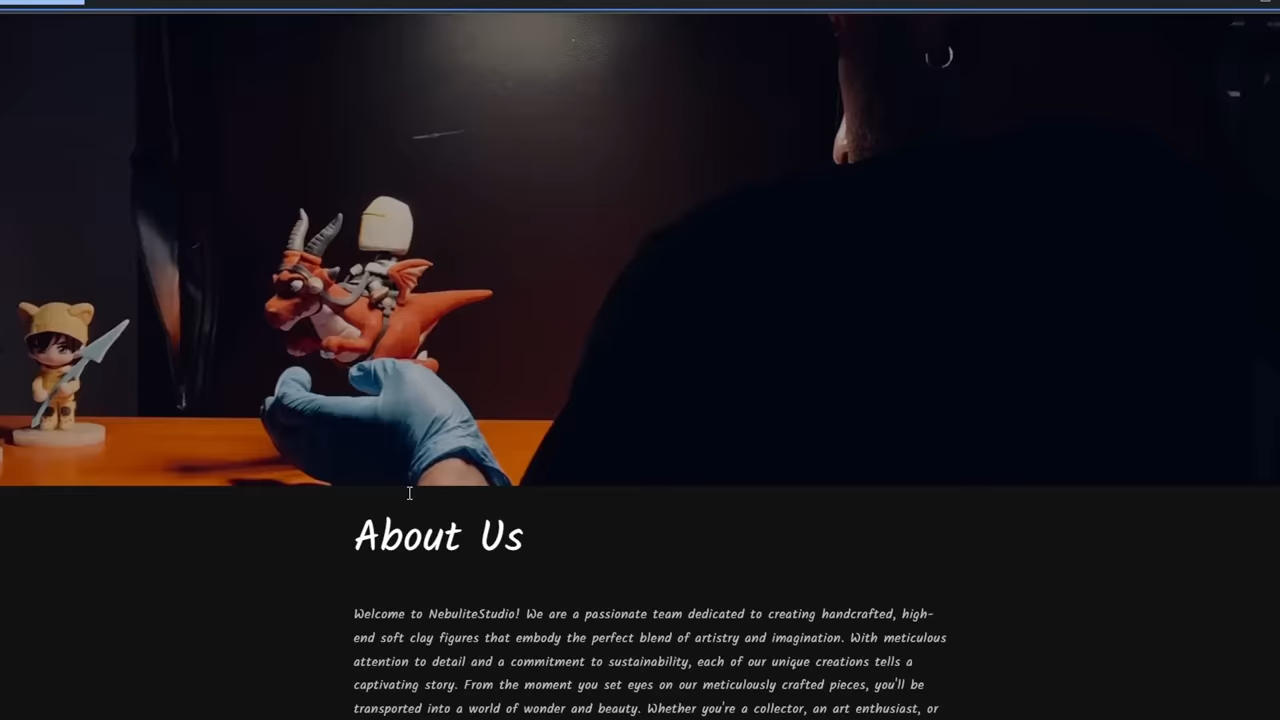 About Us
Welcome to NebuliteStudio! We are a passionate team dedicated to creating handcrafted, high-
end soft clay figures that embody the perfect blend of artistry and imagination. With meticulous
attention to detail and a commitment to sustainability, each of our unique creations tells a
captivating story. From the moment you set eyes on our meticulously crafted pieces, you'll be
transported into a world of wonder and beauty. Whether you're a collector, an art enthusiast, or